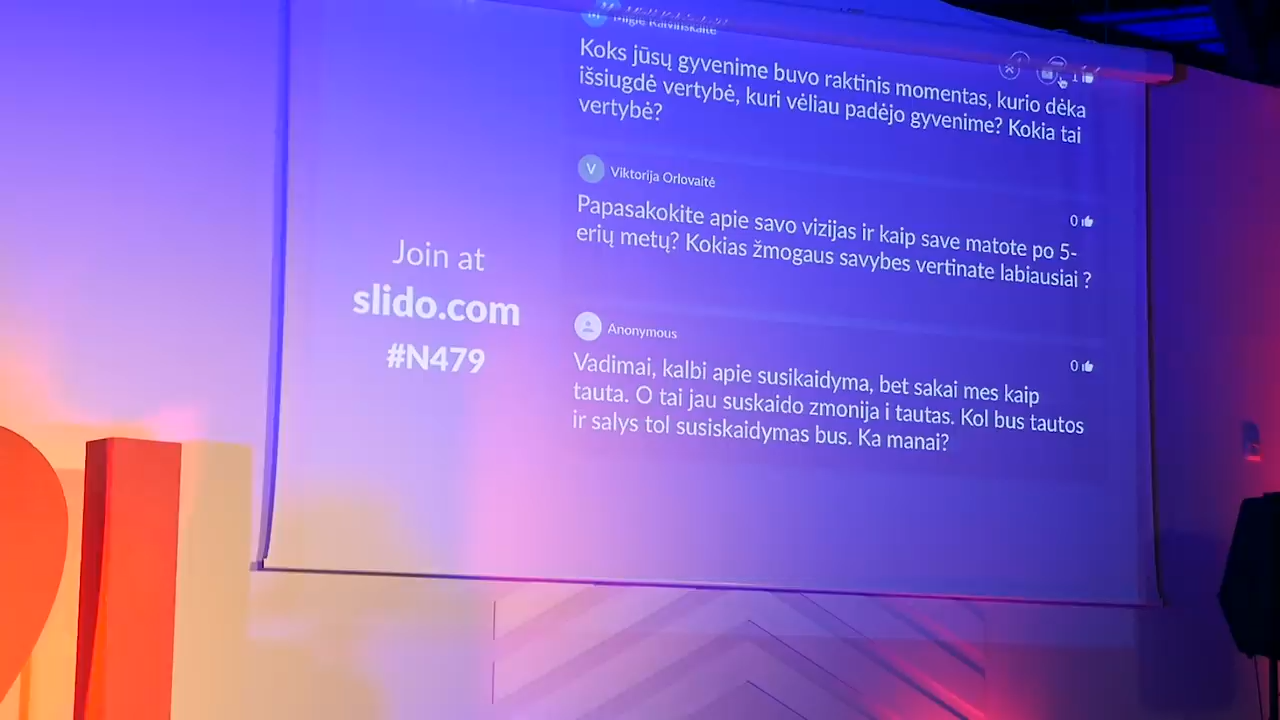 Join at
slido.com
#N479
Koks jūsų gyvenime buvo raktinis momentas, kurio dėka
išsiugdė vertybė, kuri vėliau padėjo gyvenime? Kokia tai
vertybė?
1
V
Viktorija Orlovaitė
0
Papasakokite apie savo vizijas ir kaip save matote po 5-
erių metų? Kokias žmogaus savybes vertinate labiausiai ?
Anonymous
0
Vadimai, kalbi apie susikaidyma, bet sakai mes kaip
tauta. O tai jau suskaido zmonija i tautas. Kol bus tautos
ir salys tol susiskaidymas bus. Ka manai?